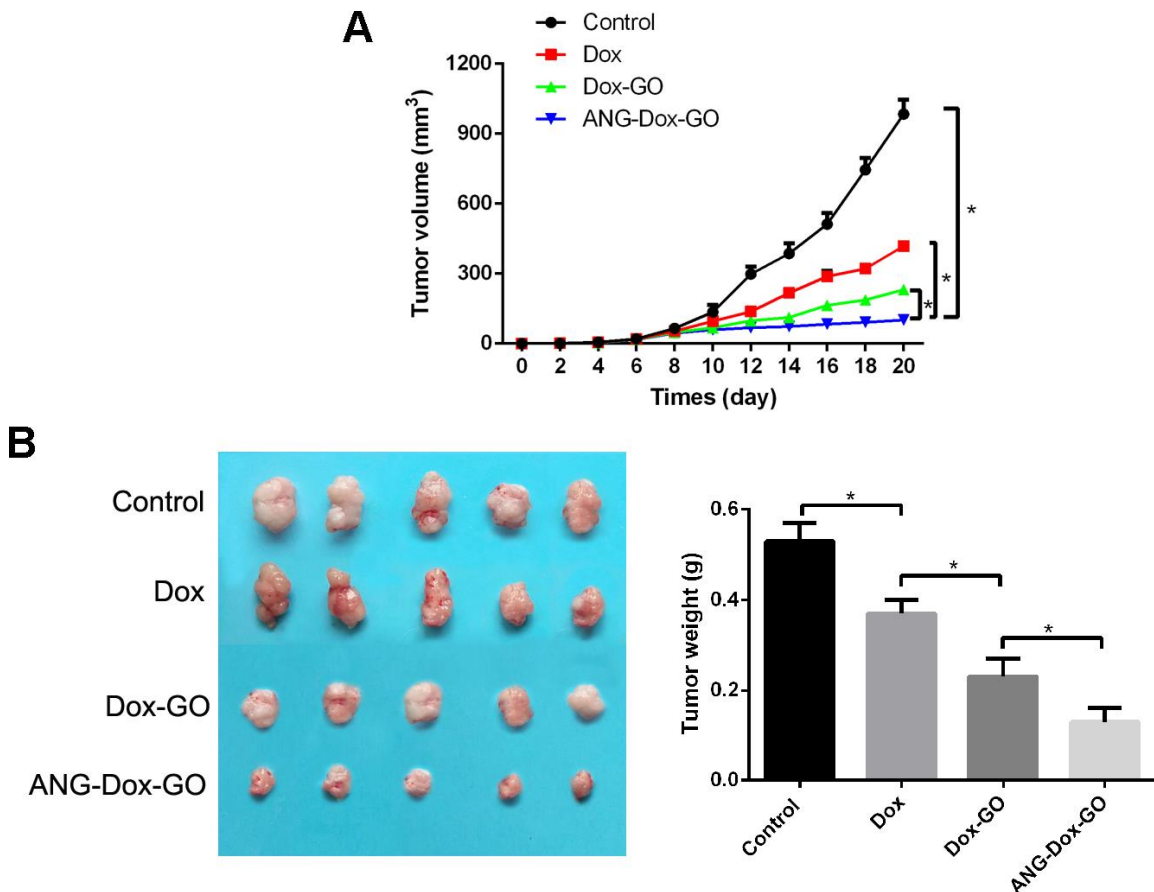 A
Control
Dox
Dox-GO
ANG-Dox-GO
Tumor volume (mm³)
1200
900
600
300
0
*
*
*
0 2 4 6 8 10 12 14 16 18 20
Times (day)
B
Control
Dox
Dox-GO
ANG-Dox-GO
Tumor weight (g)
0.6
0.4
0.2
0.0
*
*
*
Control
Dox
Dox-GO
ANG-Dox-GO